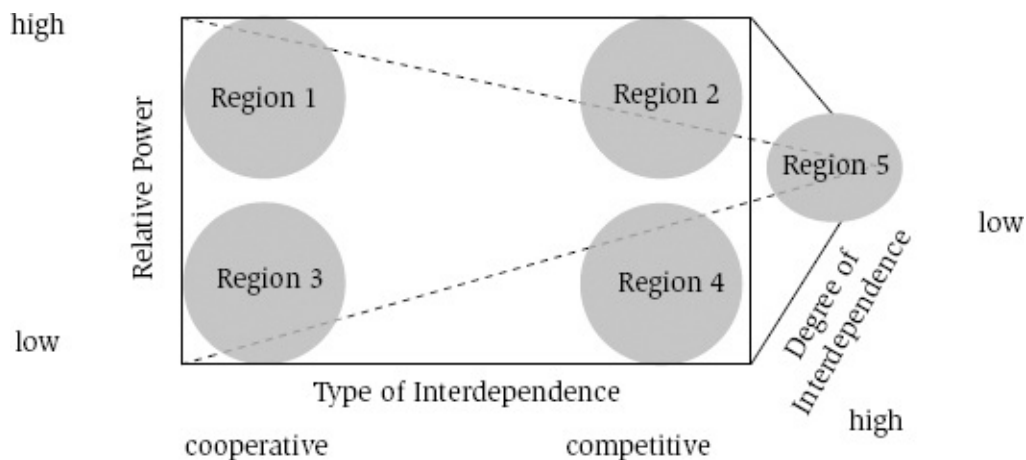 high
Region 1
Region 2
Relative Power
Region 5
low
Region 3
Region 4
Degree of
Interdependence
low
Type of Interdependence
high
cooperative
competitive